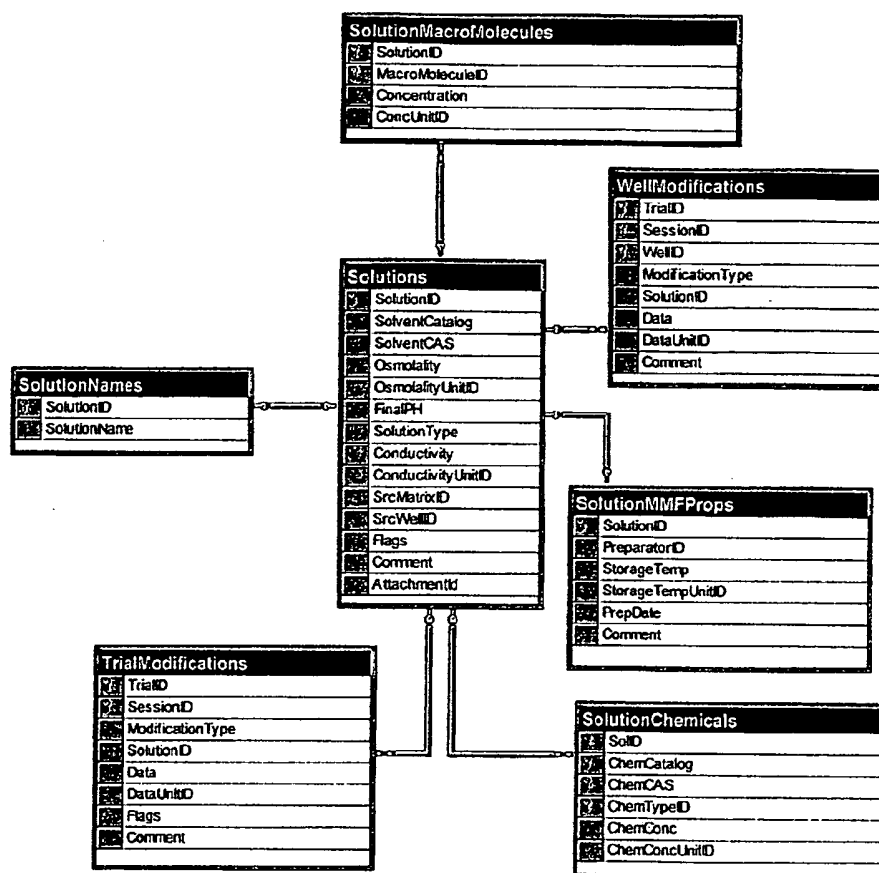 SolutionMacroMolecules
SolutionID
MacroMoleculeID
Concentration
ConcUnitID
WellModifications
TrialID
SessionID
WellID
ModificationType
SolutionID
Data
DataUnitID
Comment
Solutions
SolutionID
SolventCatalog
SolventCAS
Osmolality
OsmolalityUnitID
FinalPH
SolutionType
Conductivity
ConductivityUnitID
SrcMatrixID
SrcWellID
Flags
Comment
AttachmentId
SolutionNames
SolutionID
SolutionName
SolutionMMFProps
SolutionID
PreparatorID
StorageTemp
StorageTempUnitID
PrepDate
Comment
TrialModifications
TrialID
SessionID
ModificationType
SolutionID
Data
DataUnitID
Flags
Comment
SolutionChemicals
SolID
ChemCatalog
ChemCAS
ChemTypeID
ChemConc
ChemConcUnitID